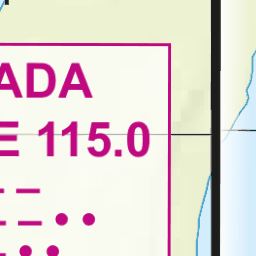 ADA
E 115.0
– –
– – ● ●
– ● ●